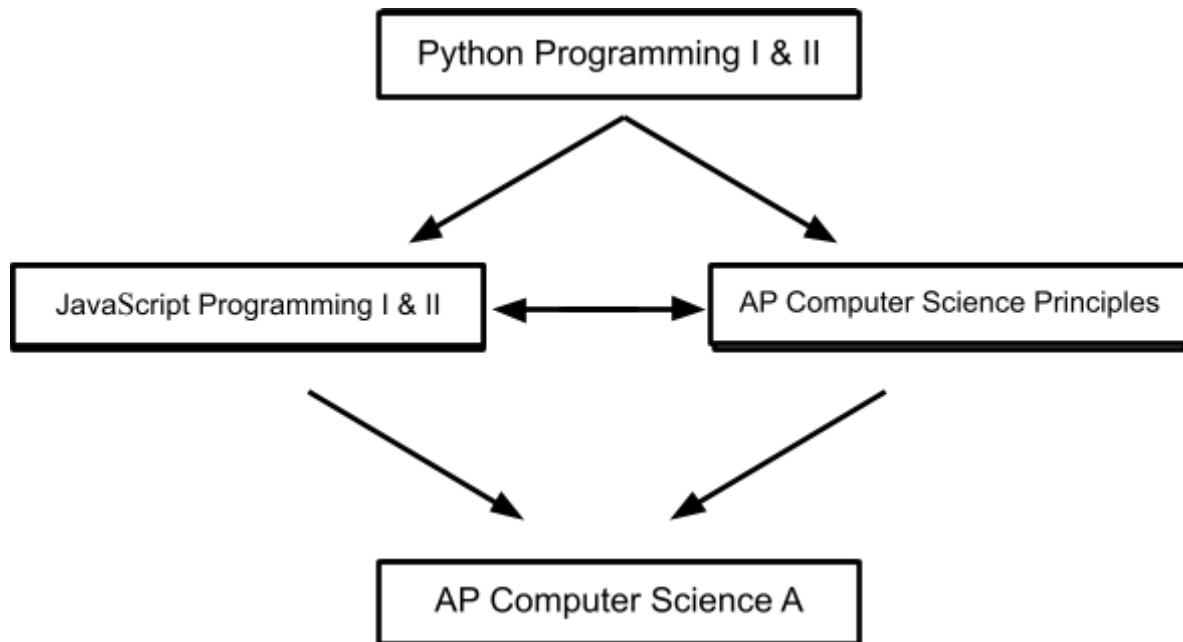 Python Programming I & II
JavaScript Programming I & II
AP Computer Science Principles
AP Computer Science A